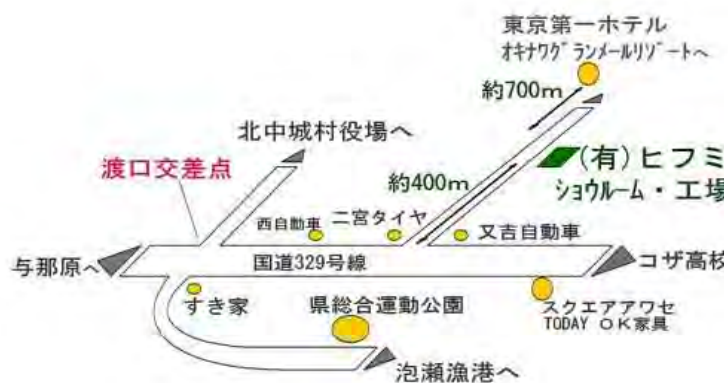 東京第一ホテル
オキナワグランメールリゾートへ
約700m
北中城村役場へ
(有)ヒフミ
ショウルーム・工場
渡口交差点
約400m
西自動車
二宮タイヤ
又吉自動車
与那原へ
国道329号線
コザ高校
すき家
県総合運動公園
スクエアアワセ
TODAY OK家具
泡瀬漁港へ